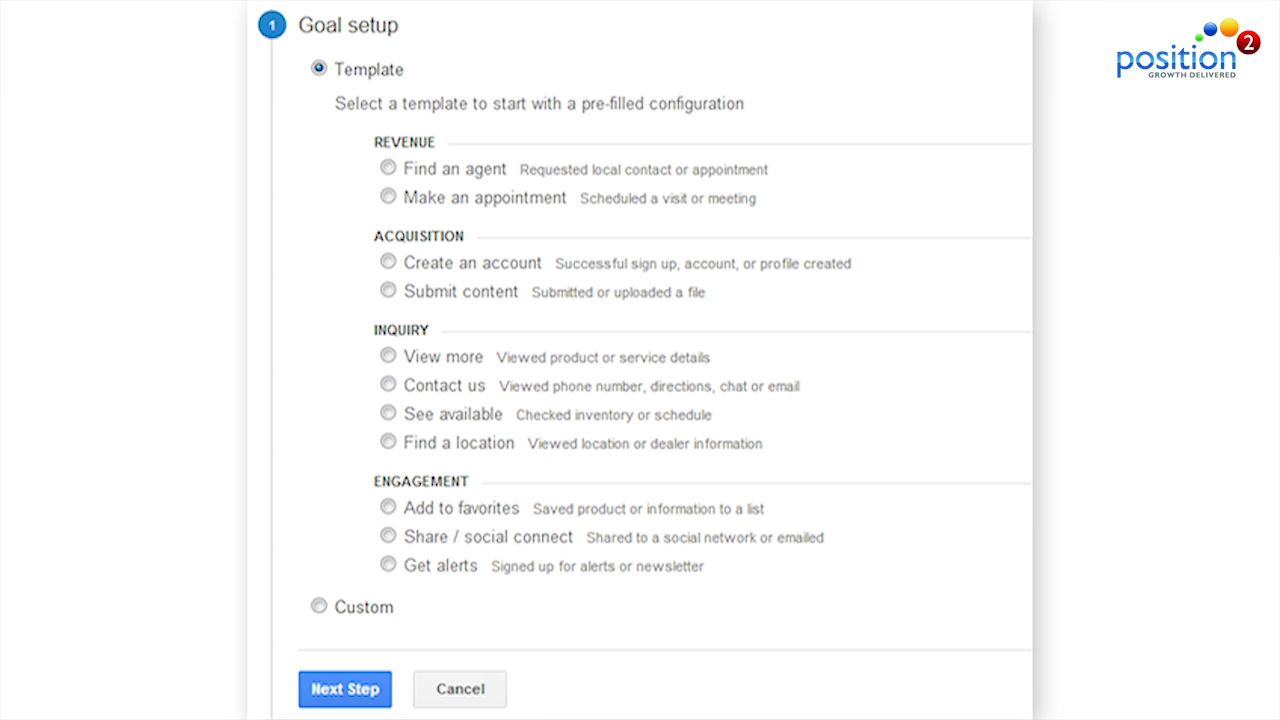 1 Goal setup
position 2
GROWTH DELIVERED
Template
Select a template to start with a pre-filled configuration
REVENUE
Find an agent Requested local contact or appointment
Make an appointment Scheduled a visit or meeting
ACQUISITION
Create an account Successful sign up, account, or profile created
Submit content Submitted or uploaded a file
INQUIRY
View more Viewed product or service details
Contact us Viewed phone number, directions, chat or email
See available Checked inventory or schedule
Find a location Viewed location or dealer information
ENGAGEMENT
Add to favorites Saved product or information to a list
Share / social connect Shared to a social network or emailed
Get alerts Signed up for alerts or newsletter
Custom
Next Step Cancel